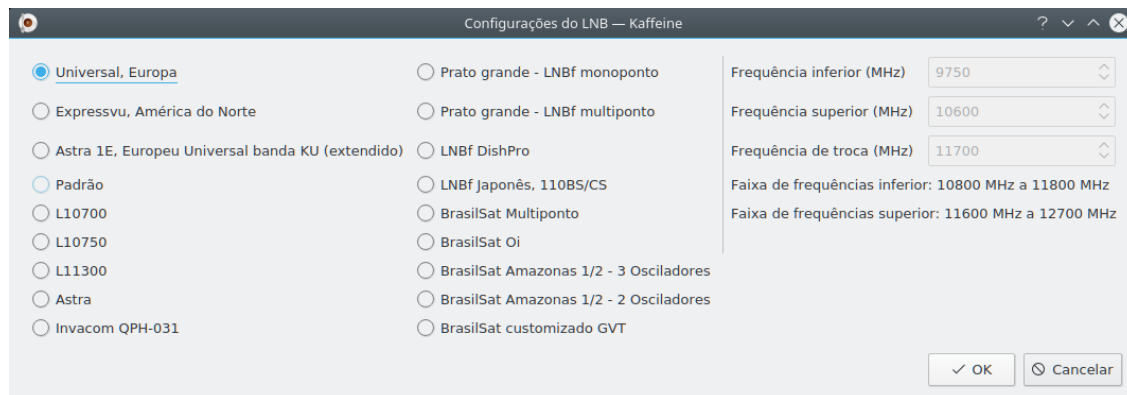 Configurações do LNB — Kaffeine
Universal, Europa
Expressvu, América do Norte
Astra 1E, Europeu Universal banda KU (extendido)
Padrão
L10700
L10750
L11300
Astra
Invacom QPH-031
Prato grande - LNBf monoponto
Prato grande - LNBf multiponto
LNBf DishPro
LNBf Japonês, 110BS/CS
BrasilSat Multiponto
BrasilSat Oi
BrasilSat Amazonas 1/2 - 3 Osciladores
BrasilSat Amazonas 1/2 - 2 Osciladores
BrasilSat customizado GVT
Frequência inferior (MHz) 9750
Frequência superior (MHz) 10600
Frequência de troca (MHz) 11700
Faixa de frequências inferior: 10800 MHz a 11800 MHz
Faixa de frequências superior: 11600 MHz a 12700 MHz
OK
Cancelar